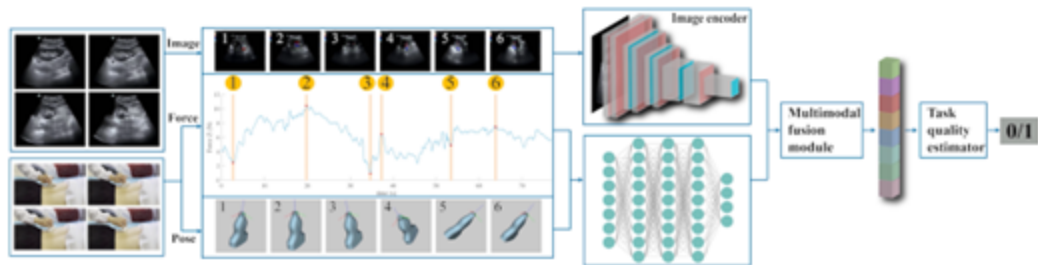 Image
Force
Pose
1 2 3 4 5 6
1 2 3 4 5 6
1 2 3 4 5 6
Image encoder
Multimodal
fusion
module
Task
quality
estimator
0/1